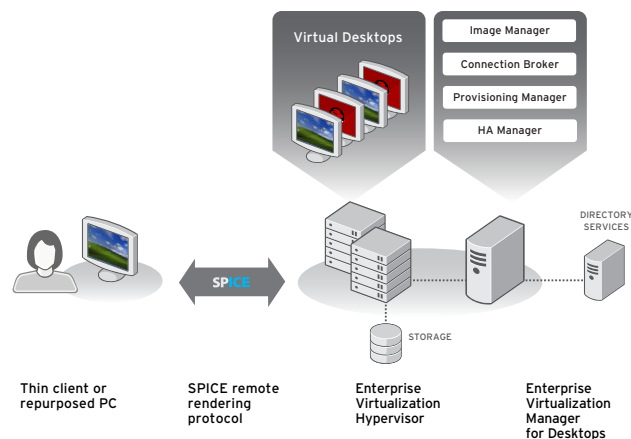 Virtual Desktops
Image Manager
Connection Broker
Provisioning Manager
HA Manager
DIRECTORY
SERVICES
SPICE
STORAGE
Thin client or
repurposed PC
SPICE remote
rendering
protocol
Enterprise
Virtualization
Hypervisor
Enterprise
Virtualization
Manager
for Desktops